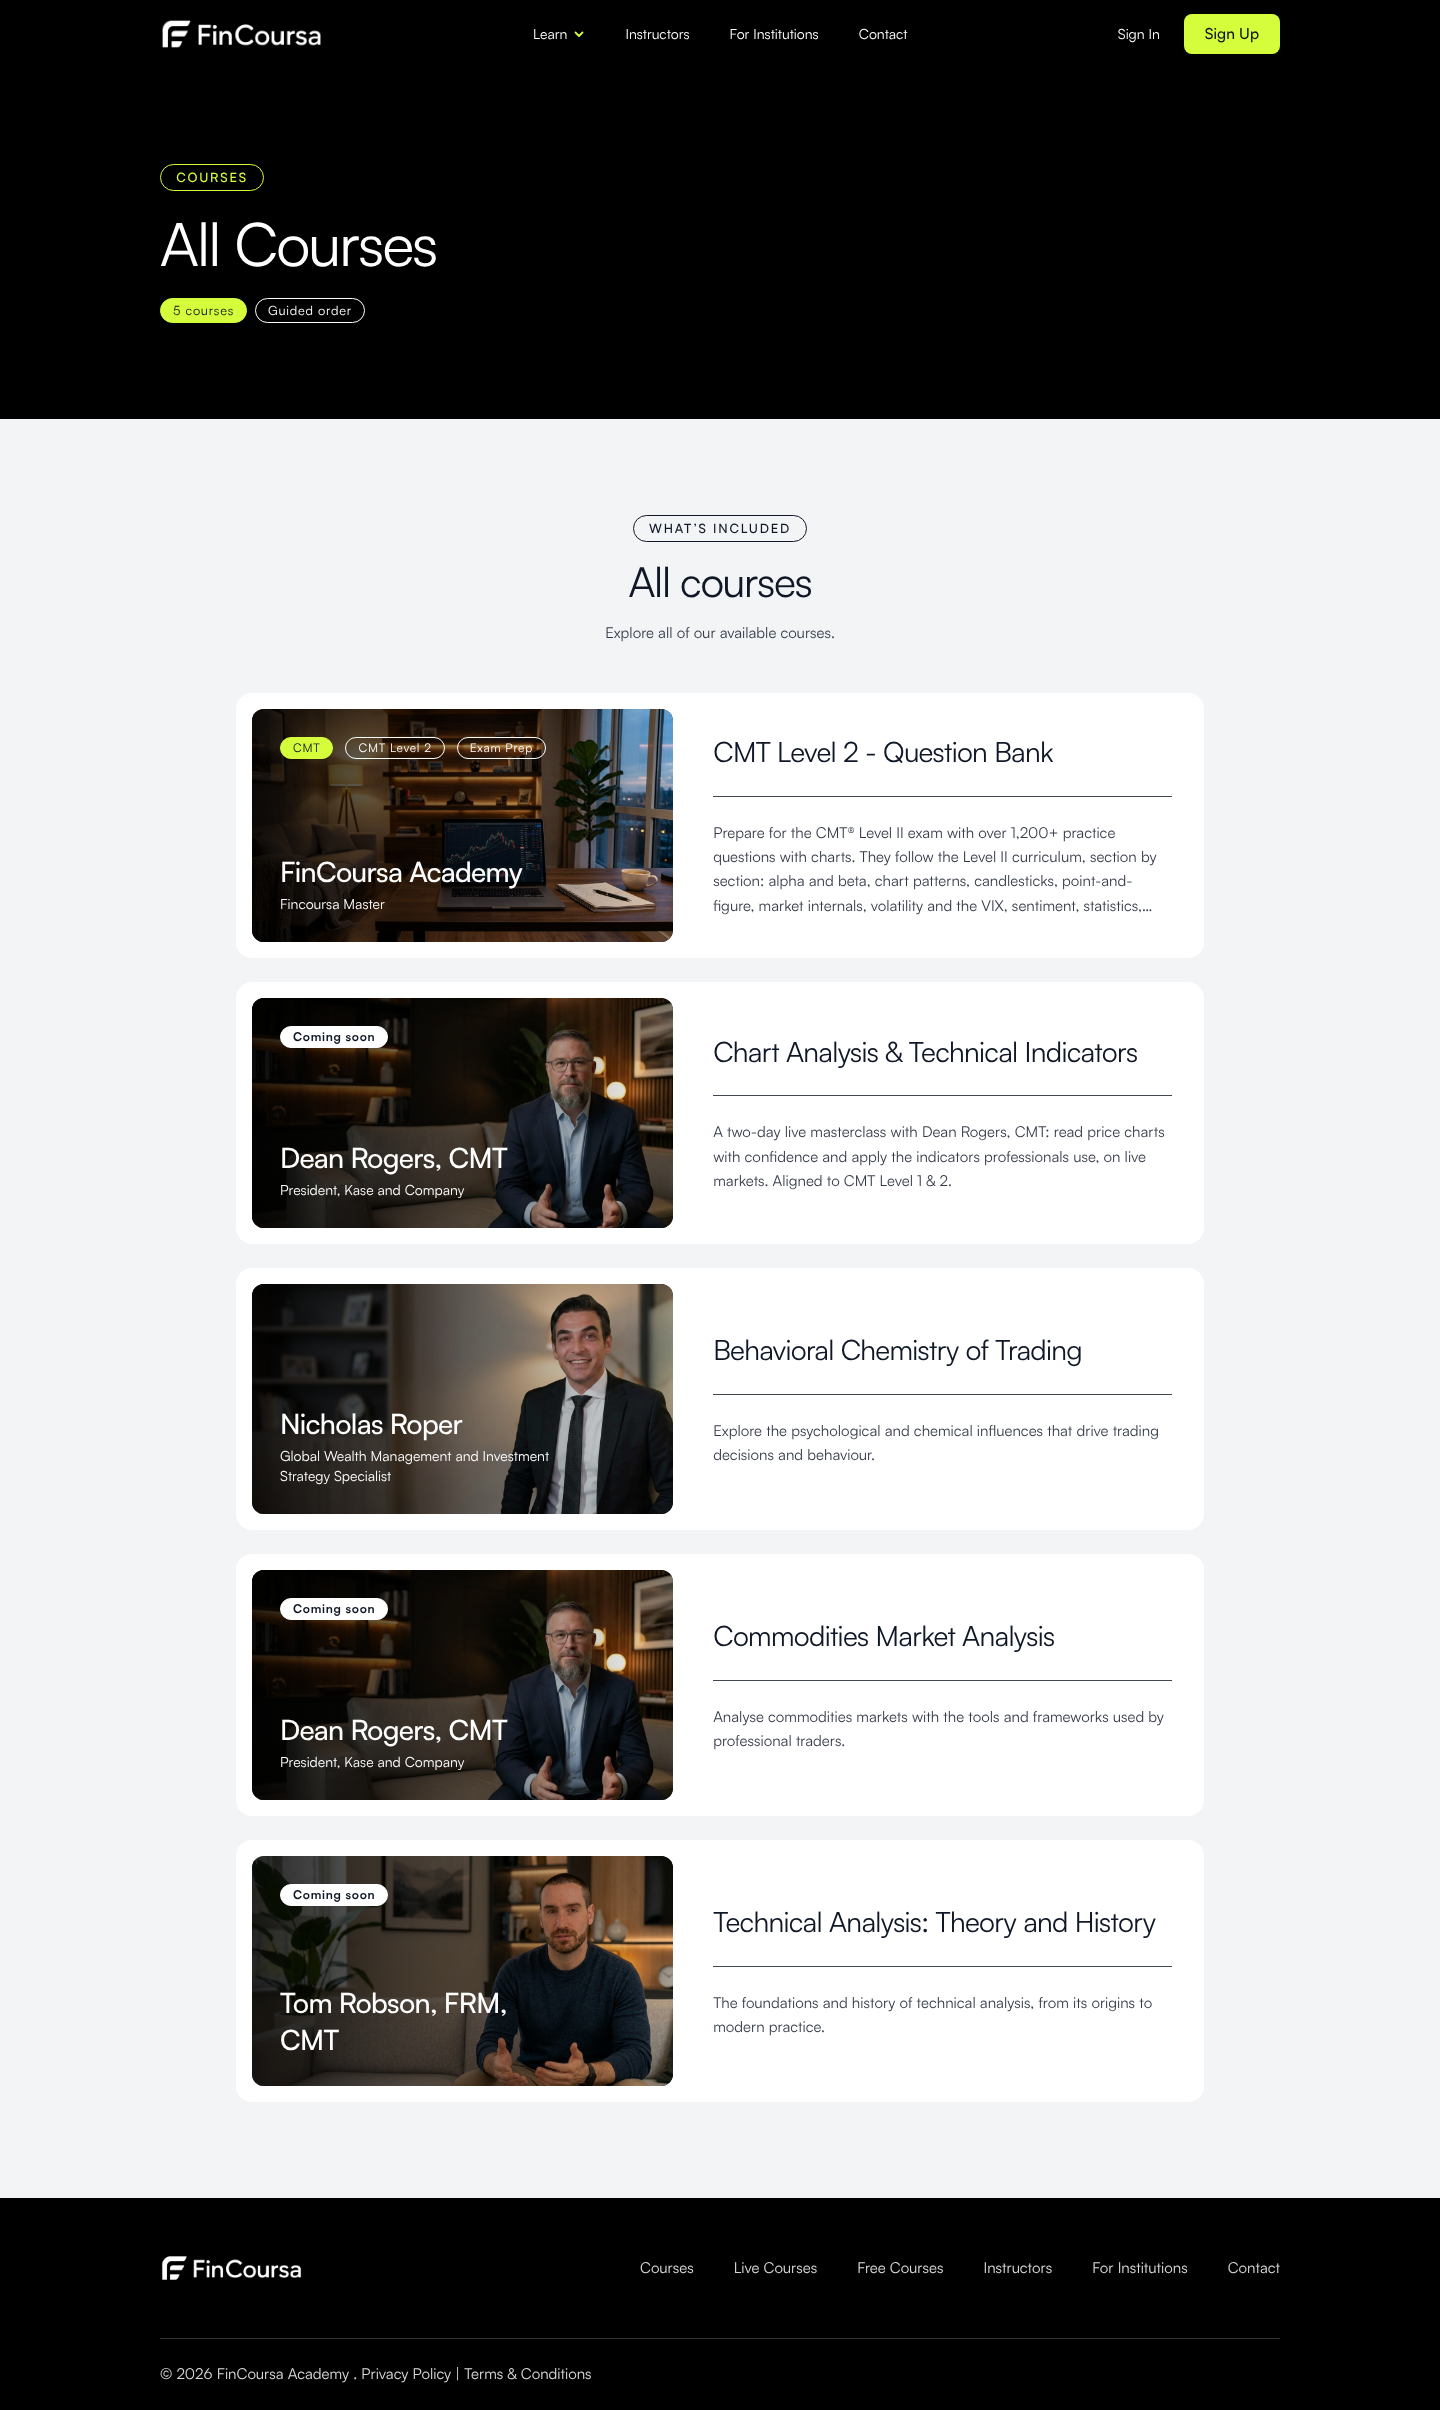 FinCoursa
Learn
Instructors
For Institutions
Contact
Sign In
Sign Up
COURSES
All Courses
5 courses
Guided order
WHAT'S INCLUDED
All courses
Explore all of our available courses.
CMT
CMT Level 2
Exam Prep
FinCoursa Academy
Fincoursa Master
CMT Level 2 - Question Bank
Prepare for the CMT® Level II exam with over 1,200+ practice
questions with charts. They follow the Level II curriculum, section by
section: alpha and beta, chart patterns, candlesticks, point-and-
figure, market internals, volatility and the VIX, sentiment, statistics,...
Coming soon
Dean Rogers, CMT
President, Kase and Company
Chart Analysis & Technical Indicators
A two-day live masterclass with Dean Rogers, CMT: read price charts
with confidence and apply the indicators professionals use, on live
markets. Aligned to CMT Level 1 & 2.
Nicholas Roper
Global Wealth Management and Investment
Strategy Specialist
Behavioral Chemistry of Trading
Explore the psychological and chemical influences that drive trading
decisions and behaviour.
Coming soon
Dean Rogers, CMT
President, Kase and Company
Commodities Market Analysis
Analyse commodities markets with the tools and frameworks used by
professional traders.
Coming soon
Tom Robson, FRM,
CMT
Technical Analysis: Theory and History
The foundations and history of technical analysis, from its origins to
modern practice.
FinCoursa
Courses
Live Courses
Free Courses
Instructors
For Institutions
Contact
© 2026 FinCoursa Academy . Privacy Policy | Terms & Conditions